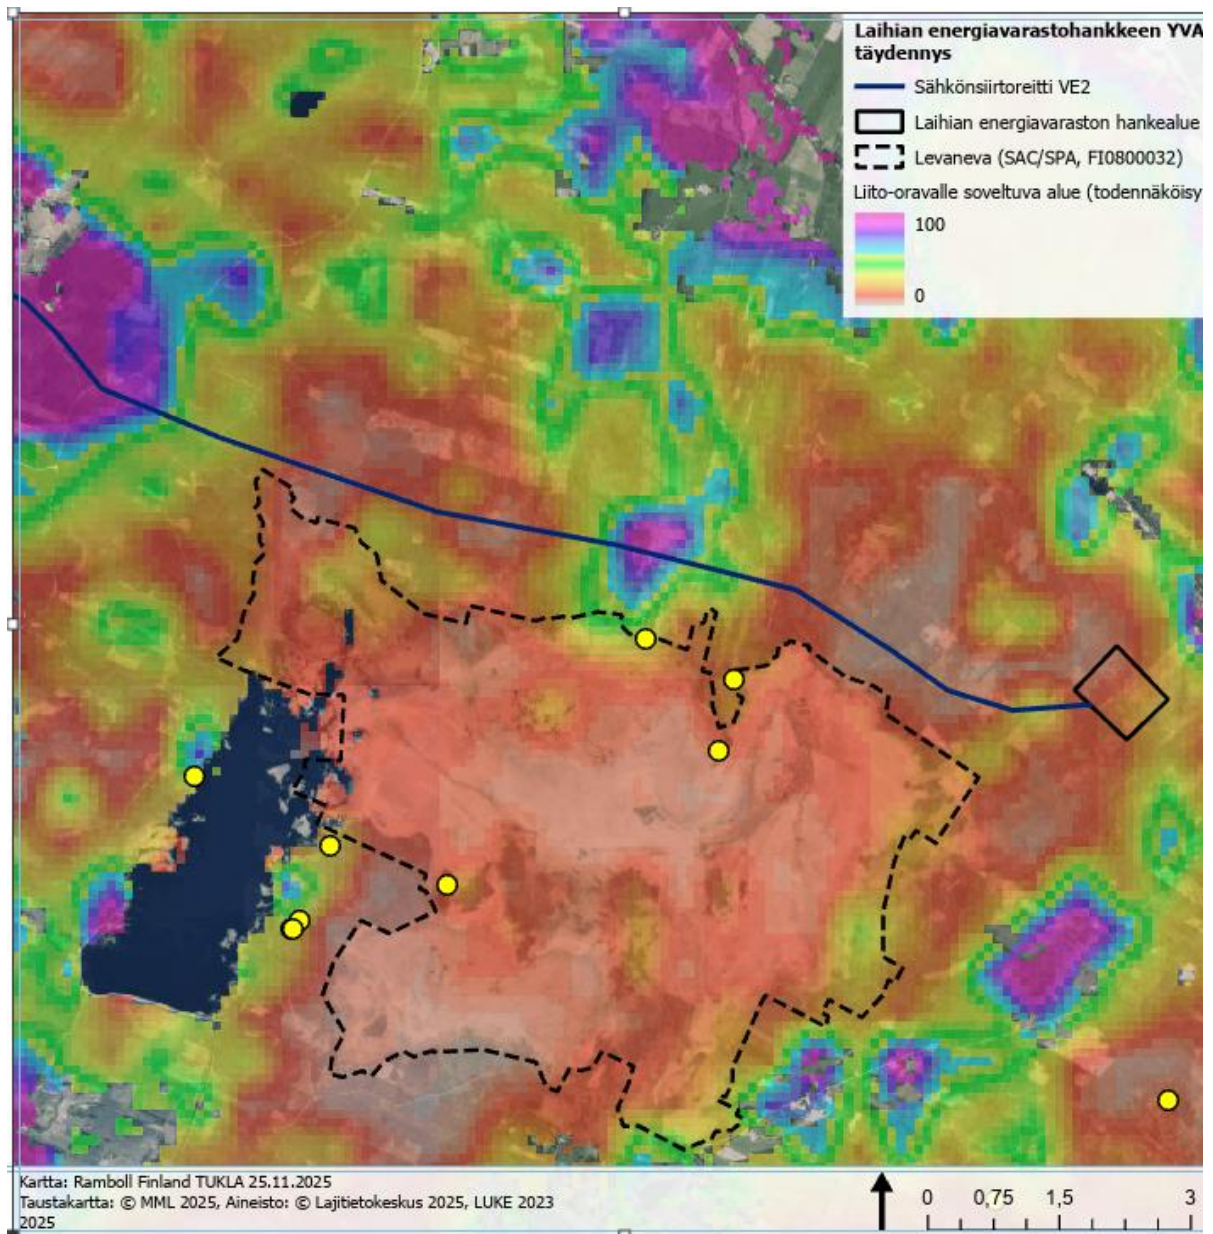 Laihian energiavarastohankkeen YVA
täydennys
Sähkönsiirtoreitti VE2
Laihian energiavaraston hankealue
Levaneva (SAC/SPA, FI0800032)
Liito-oravalle soveltuva alue (todennäköisy
100
0
Kartta: Ramboll Finland TUKLA 25.11.2025
Taustakartta: © MML 2025, Aineisto: © Lajitietokeskus 2025, LUKE 2023
2025
0 0,75 1,5 3